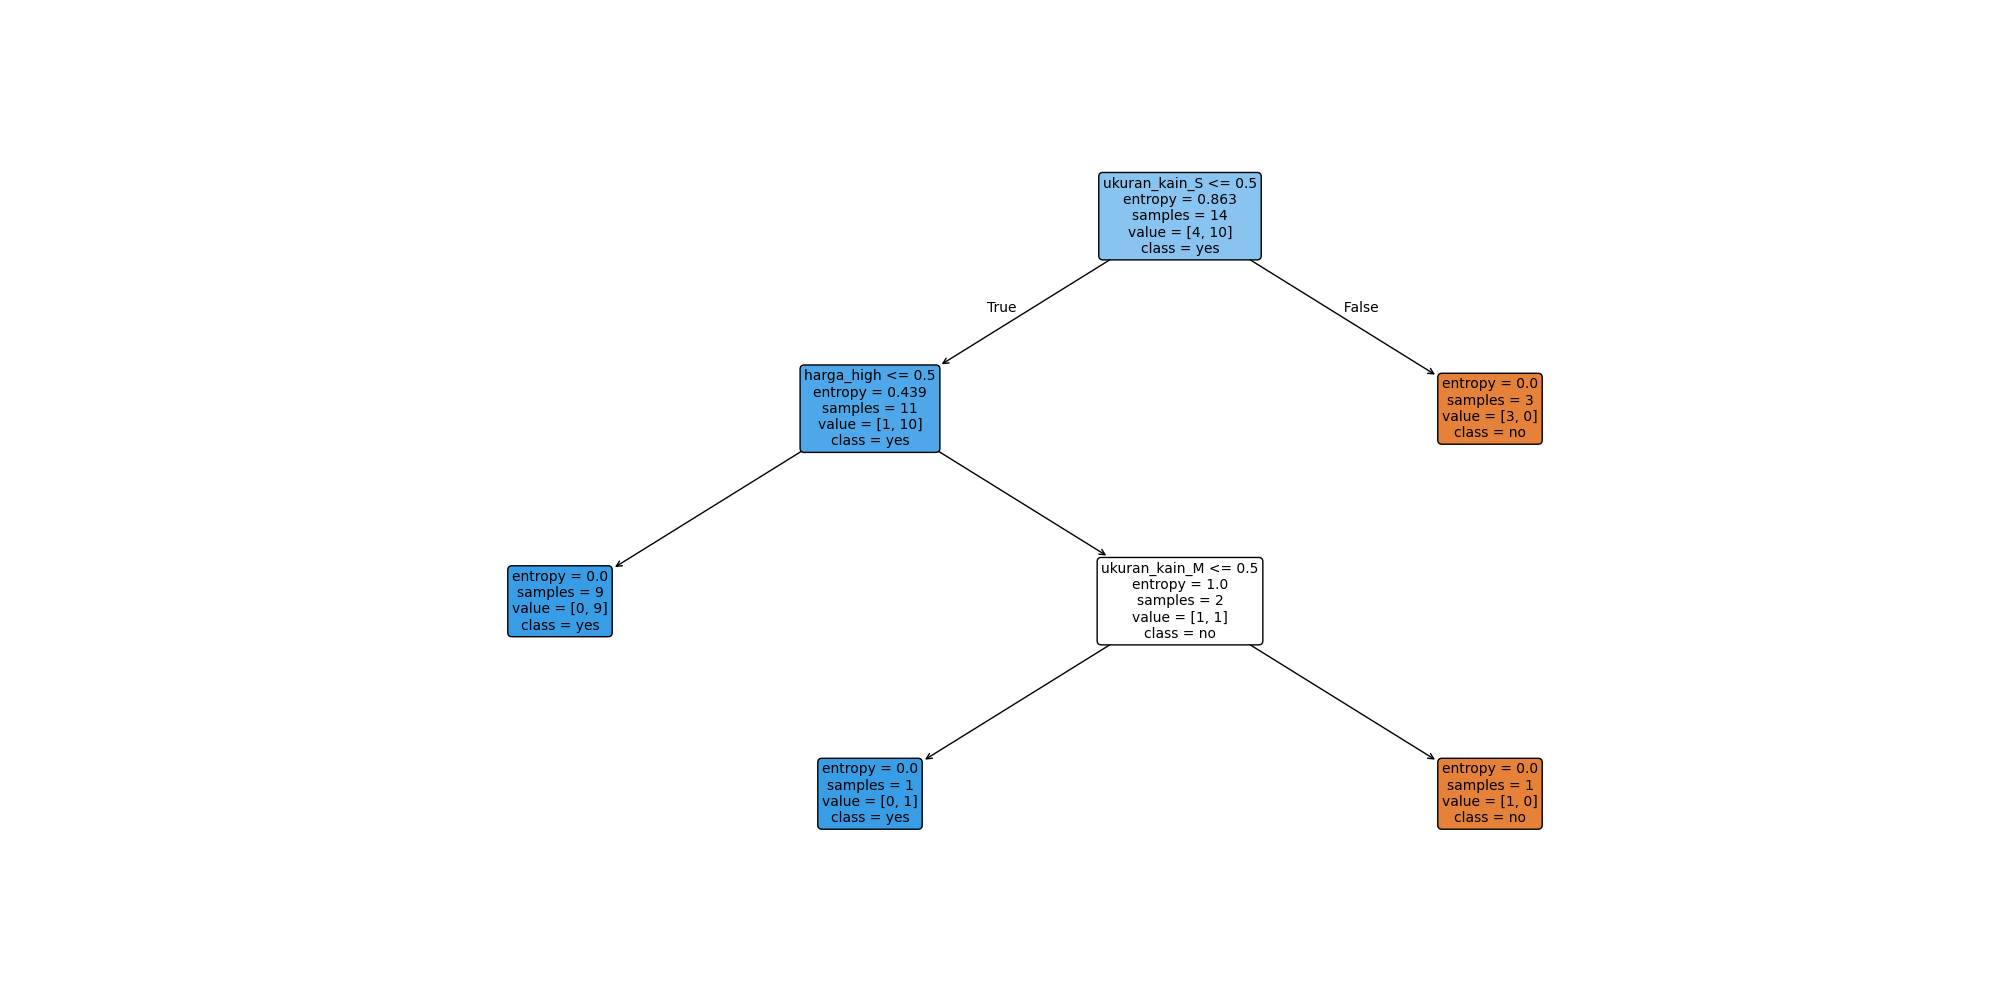 ukuran_kain_S <= 0.5
entropy = 0.863
samples = 14
value = [4, 10]
class = yes
True
False
harga_high <= 0.5
entropy = 0.439
samples = 11
value = [1, 10]
class = yes
entropy = 0.0
samples = 3
value = [3, 0]
class = no
entropy = 0.0
samples = 9
value = [0, 9]
class = yes
ukuran_kain_M <= 0.5
entropy = 1.0
samples = 2
value = [1, 1]
class = no
entropy = 0.0
samples = 1
value = [0, 1]
class = yes
entropy = 0.0
samples = 1
value = [1, 0]
class = no